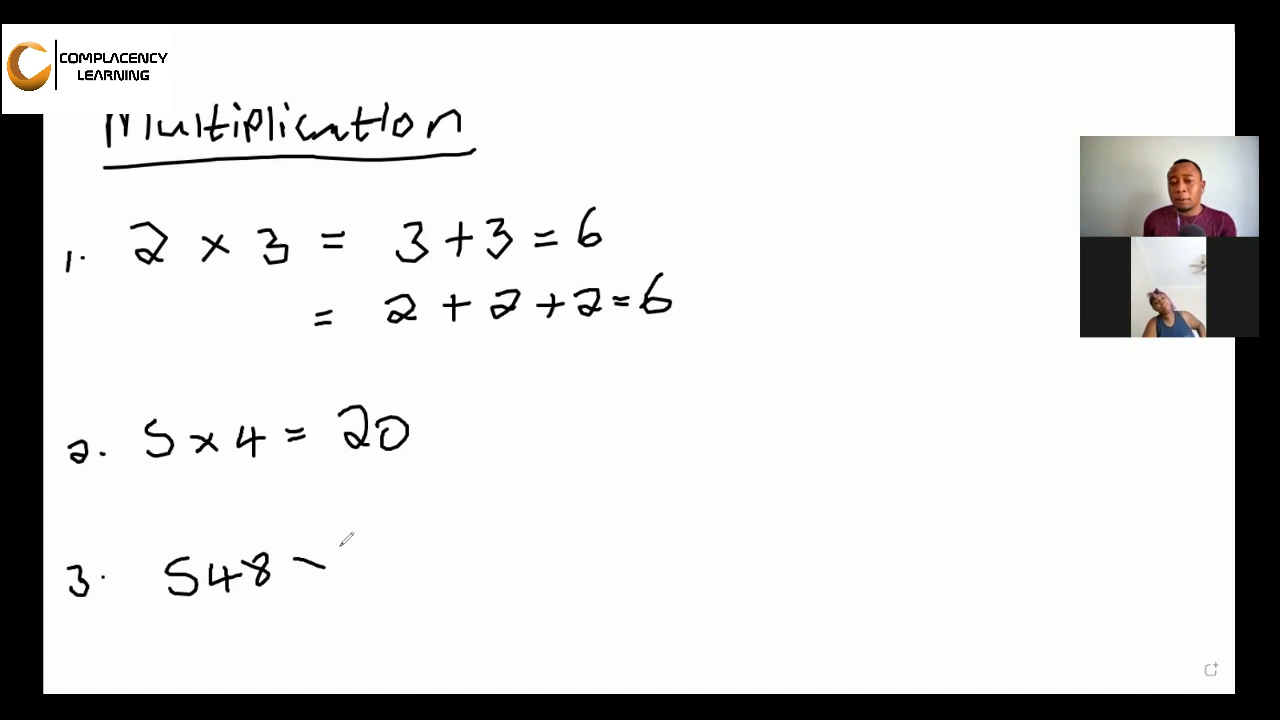 COMPLACENCY
LEARNING
Multiplication
1. 2 × 3 = 3 + 3 = 6
= 2 + 2 + 2 = 6
2. 5 × 4 = 20
3. 548